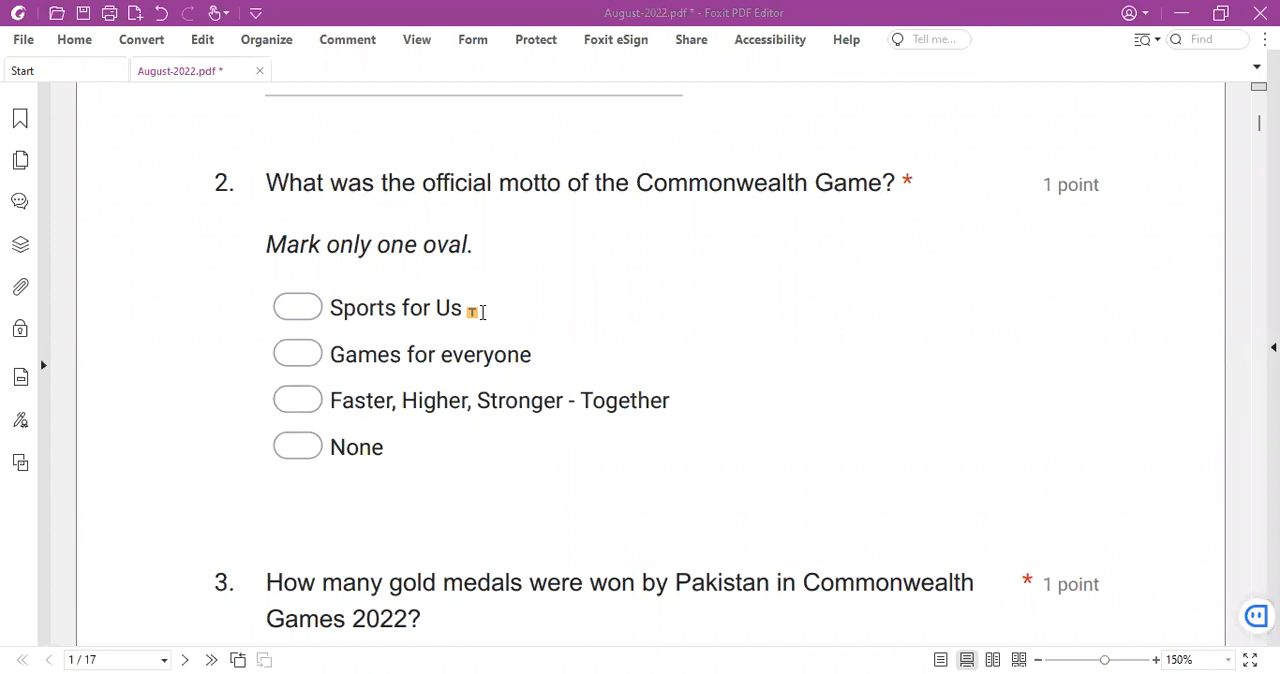 August-2022.pdf * - Foxit PDF Editor
File Home Convert Edit Organize Comment View Form Protect Foxit eSign Share Accessibility Help Tell me... Find
Start August-2022.pdf *
2. What was the official motto of the Commonwealth Game? * 1 point
Mark only one oval.
Sports for Us T
Games for everyone
Faster, Higher, Stronger - Together
None
3. How many gold medals were won by Pakistan in Commonwealth * 1 point
Games 2022?
1 / 17 150%